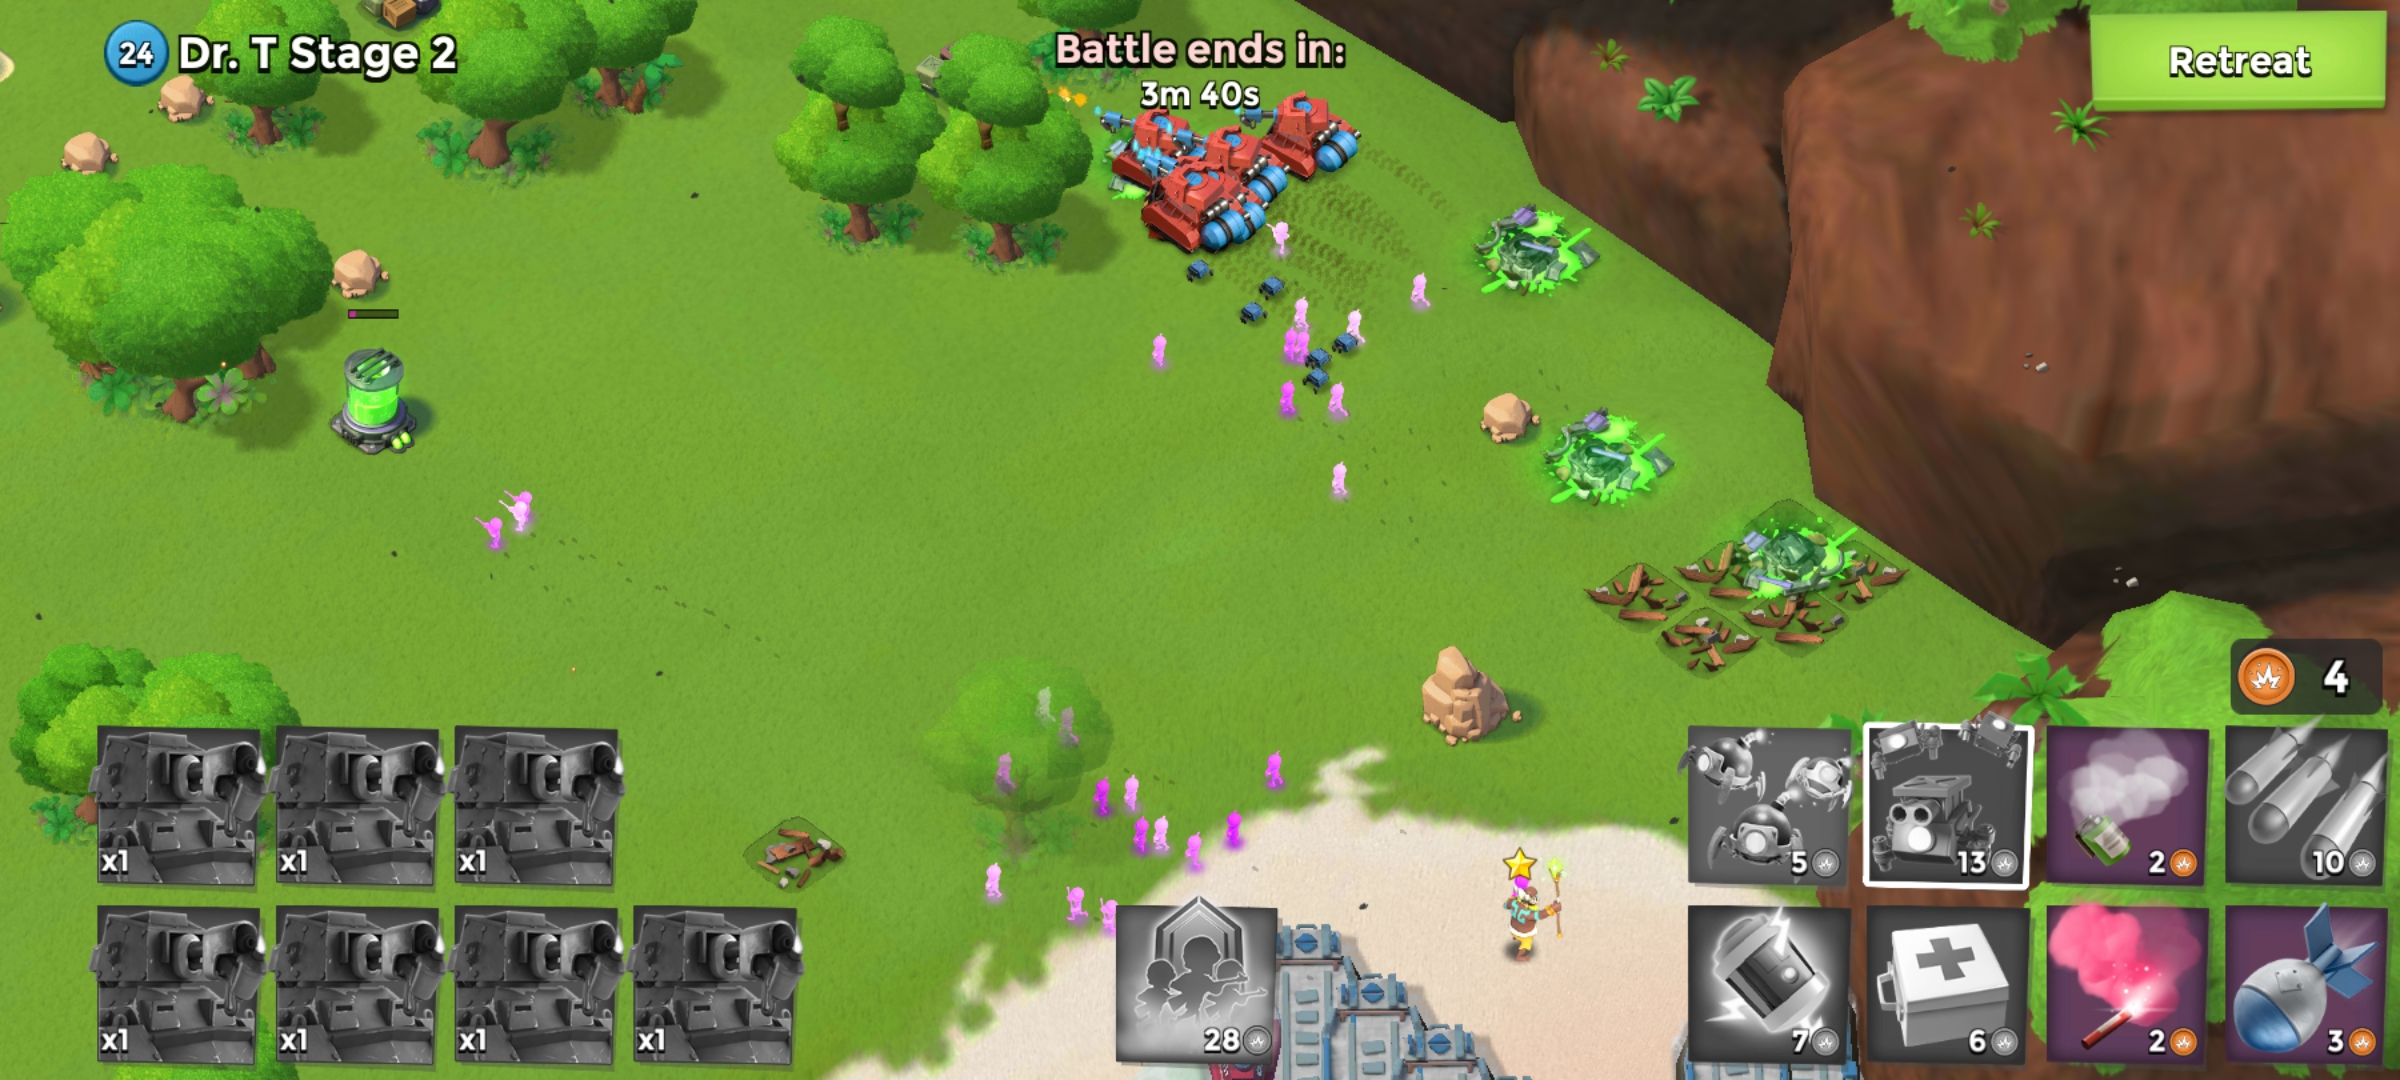 24 Dr. T Stage 2
Battle ends in:
3m 40s
Retreat
4
x1
x1
x1
5
13
2
10
x1
x1
x1
x1
28
7
6
2
3